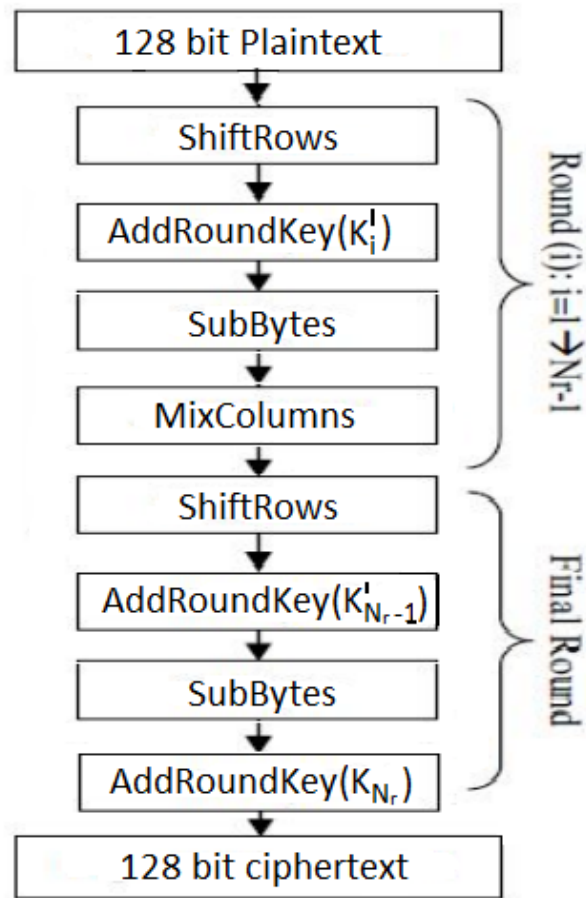 128 bit Plaintext
ShiftRows
AddRoundKey(K'i)
SubBytes
MixColumns
Round (i): i=1→Nr-1
ShiftRows
AddRoundKey(K'Nr-1)
SubBytes
AddRoundKey(KNr)
Final Round
128 bit ciphertext